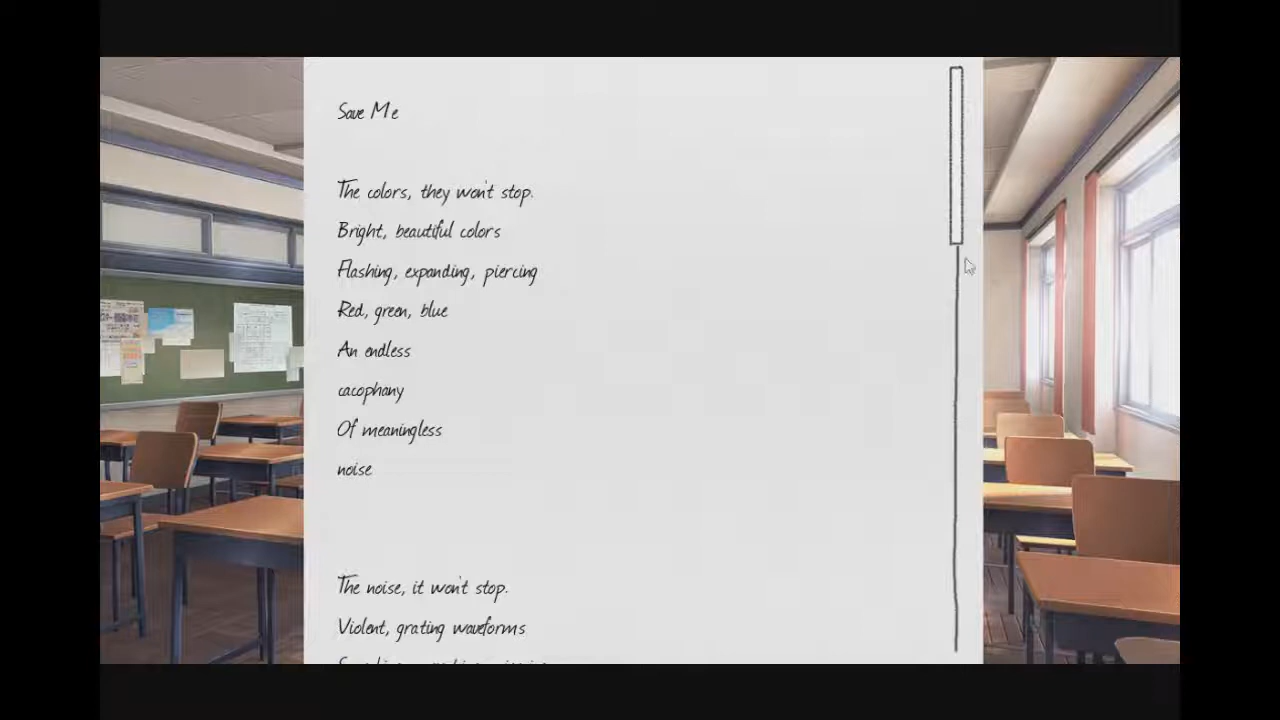 Save Me
The colors, they won't stop.
Bright, beautiful colors
Flashing, expanding, piercing
Red, green, blue
An endless
cacophany
Of meaningless
noise
The noise, it won't stop.
Violent, grating waveforms